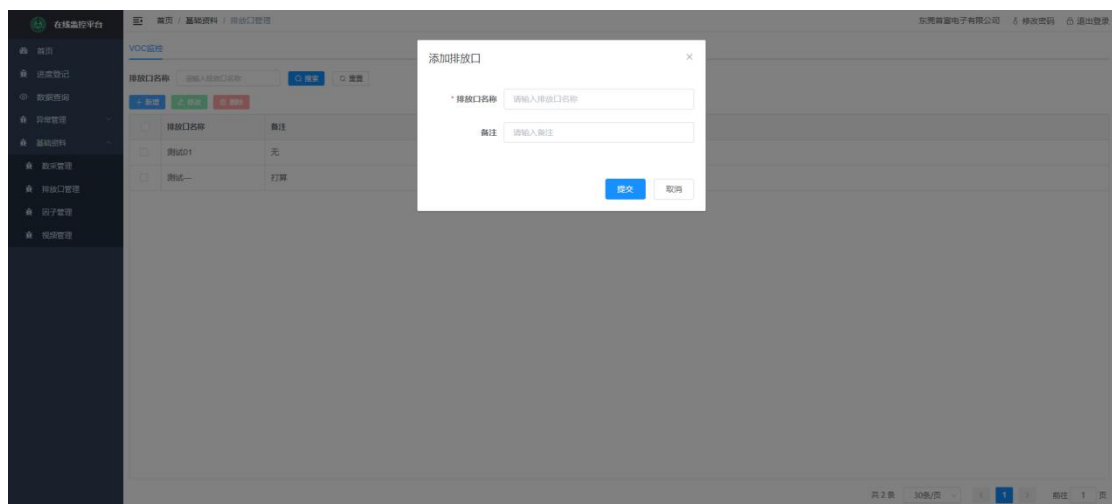 在线监控平台
首页 / 基础资料 / 排放口管理
东莞首富电子有限公司 修改密码 退出登录
首页
进度登记
数据查询
异常管理
基础资料
数采管理
排放口管理
因子管理
视频管理
VOC监控
排放口名称 请输入排放口名称 搜索 重置
+ 新增 修改 删除
排放口名称 备注
测试01 无
测试一 打算
添加排放口 ×
* 排放口名称 请输入排放口名称
备注 请输入备注
提交 取消
共 2 条 30条/页 < 1 > 前往 1 页